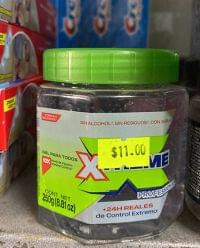 SIN ALCOHOL*, SIN RESIDUOS*, CON
GEL PARA TODOS
100%
$11.00
XTREME
PROFESSIONAL
CONT. NET.
250g (8.81oz)
+24H REALES
de Control Extremo*